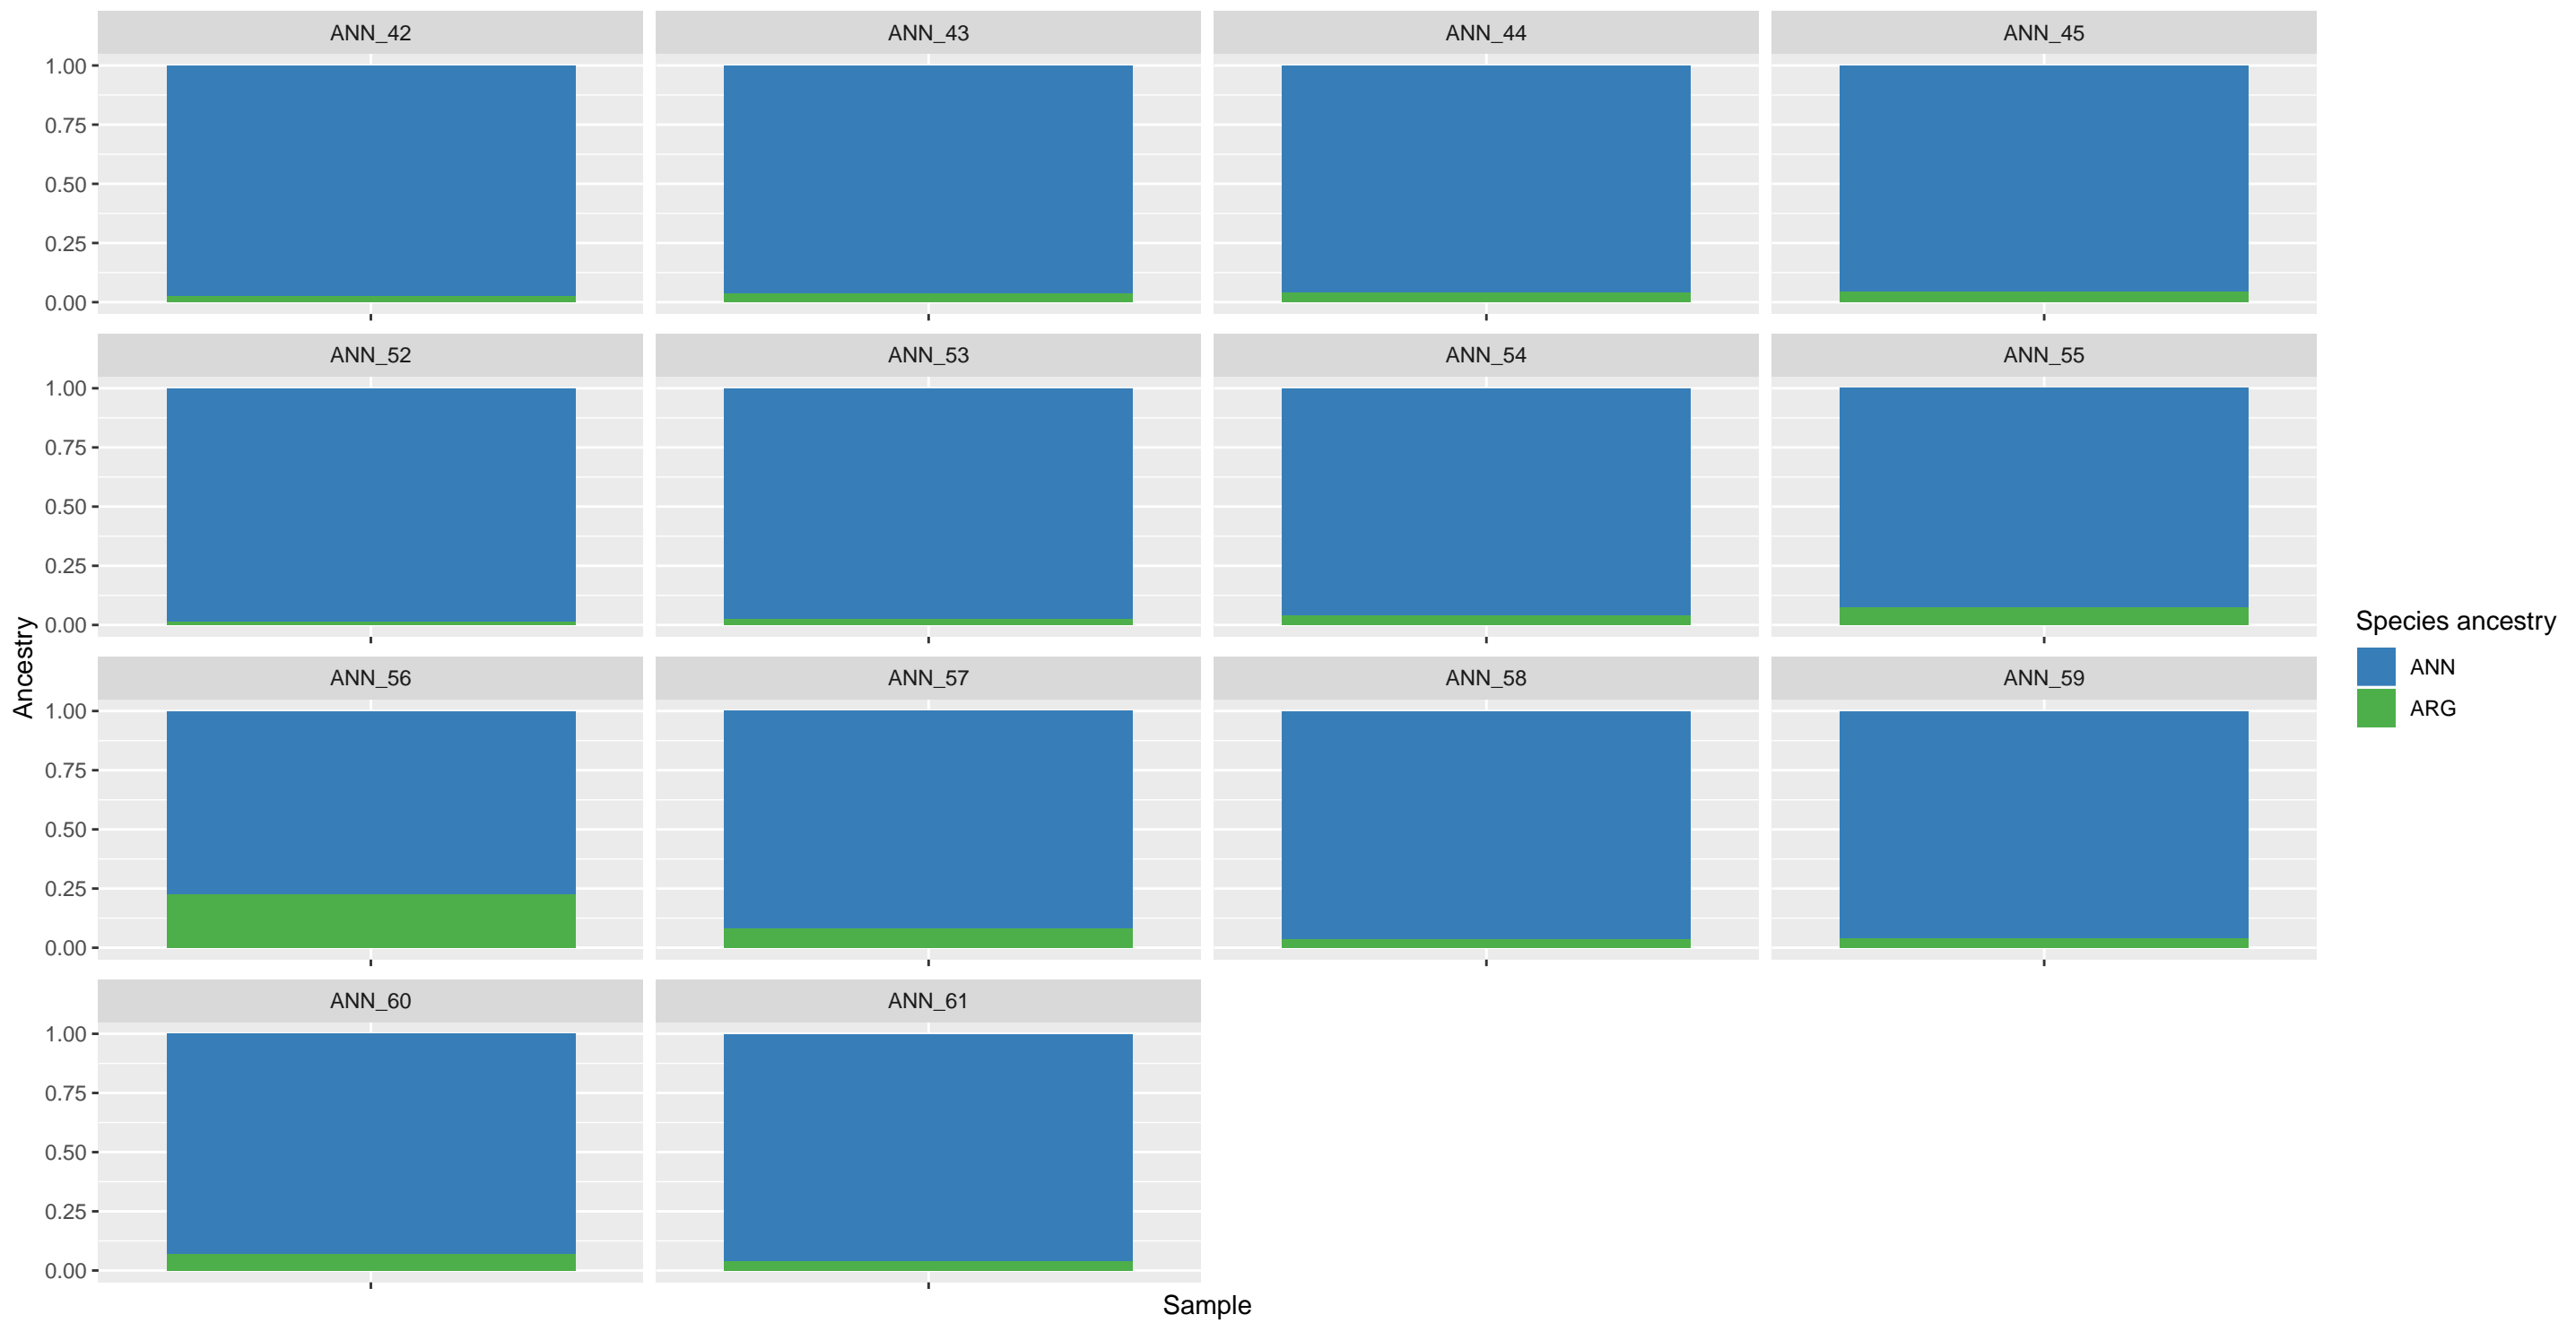 ANN_42 ANN_43 ANN_44 ANN_45
1.00
0.75
0.50
0.25
0.00
ANN_52 ANN_53 ANN_54 ANN_55
1.00
0.75
0.50
0.25
0.00
ANN_56 ANN_57 ANN_58 ANN_59
1.00
0.75
0.50
0.25
0.00
ANN_60 ANN_61
1.00
0.75
0.50
0.25
0.00
Ancestry
Sample
Species ancestry
ANN
ARG